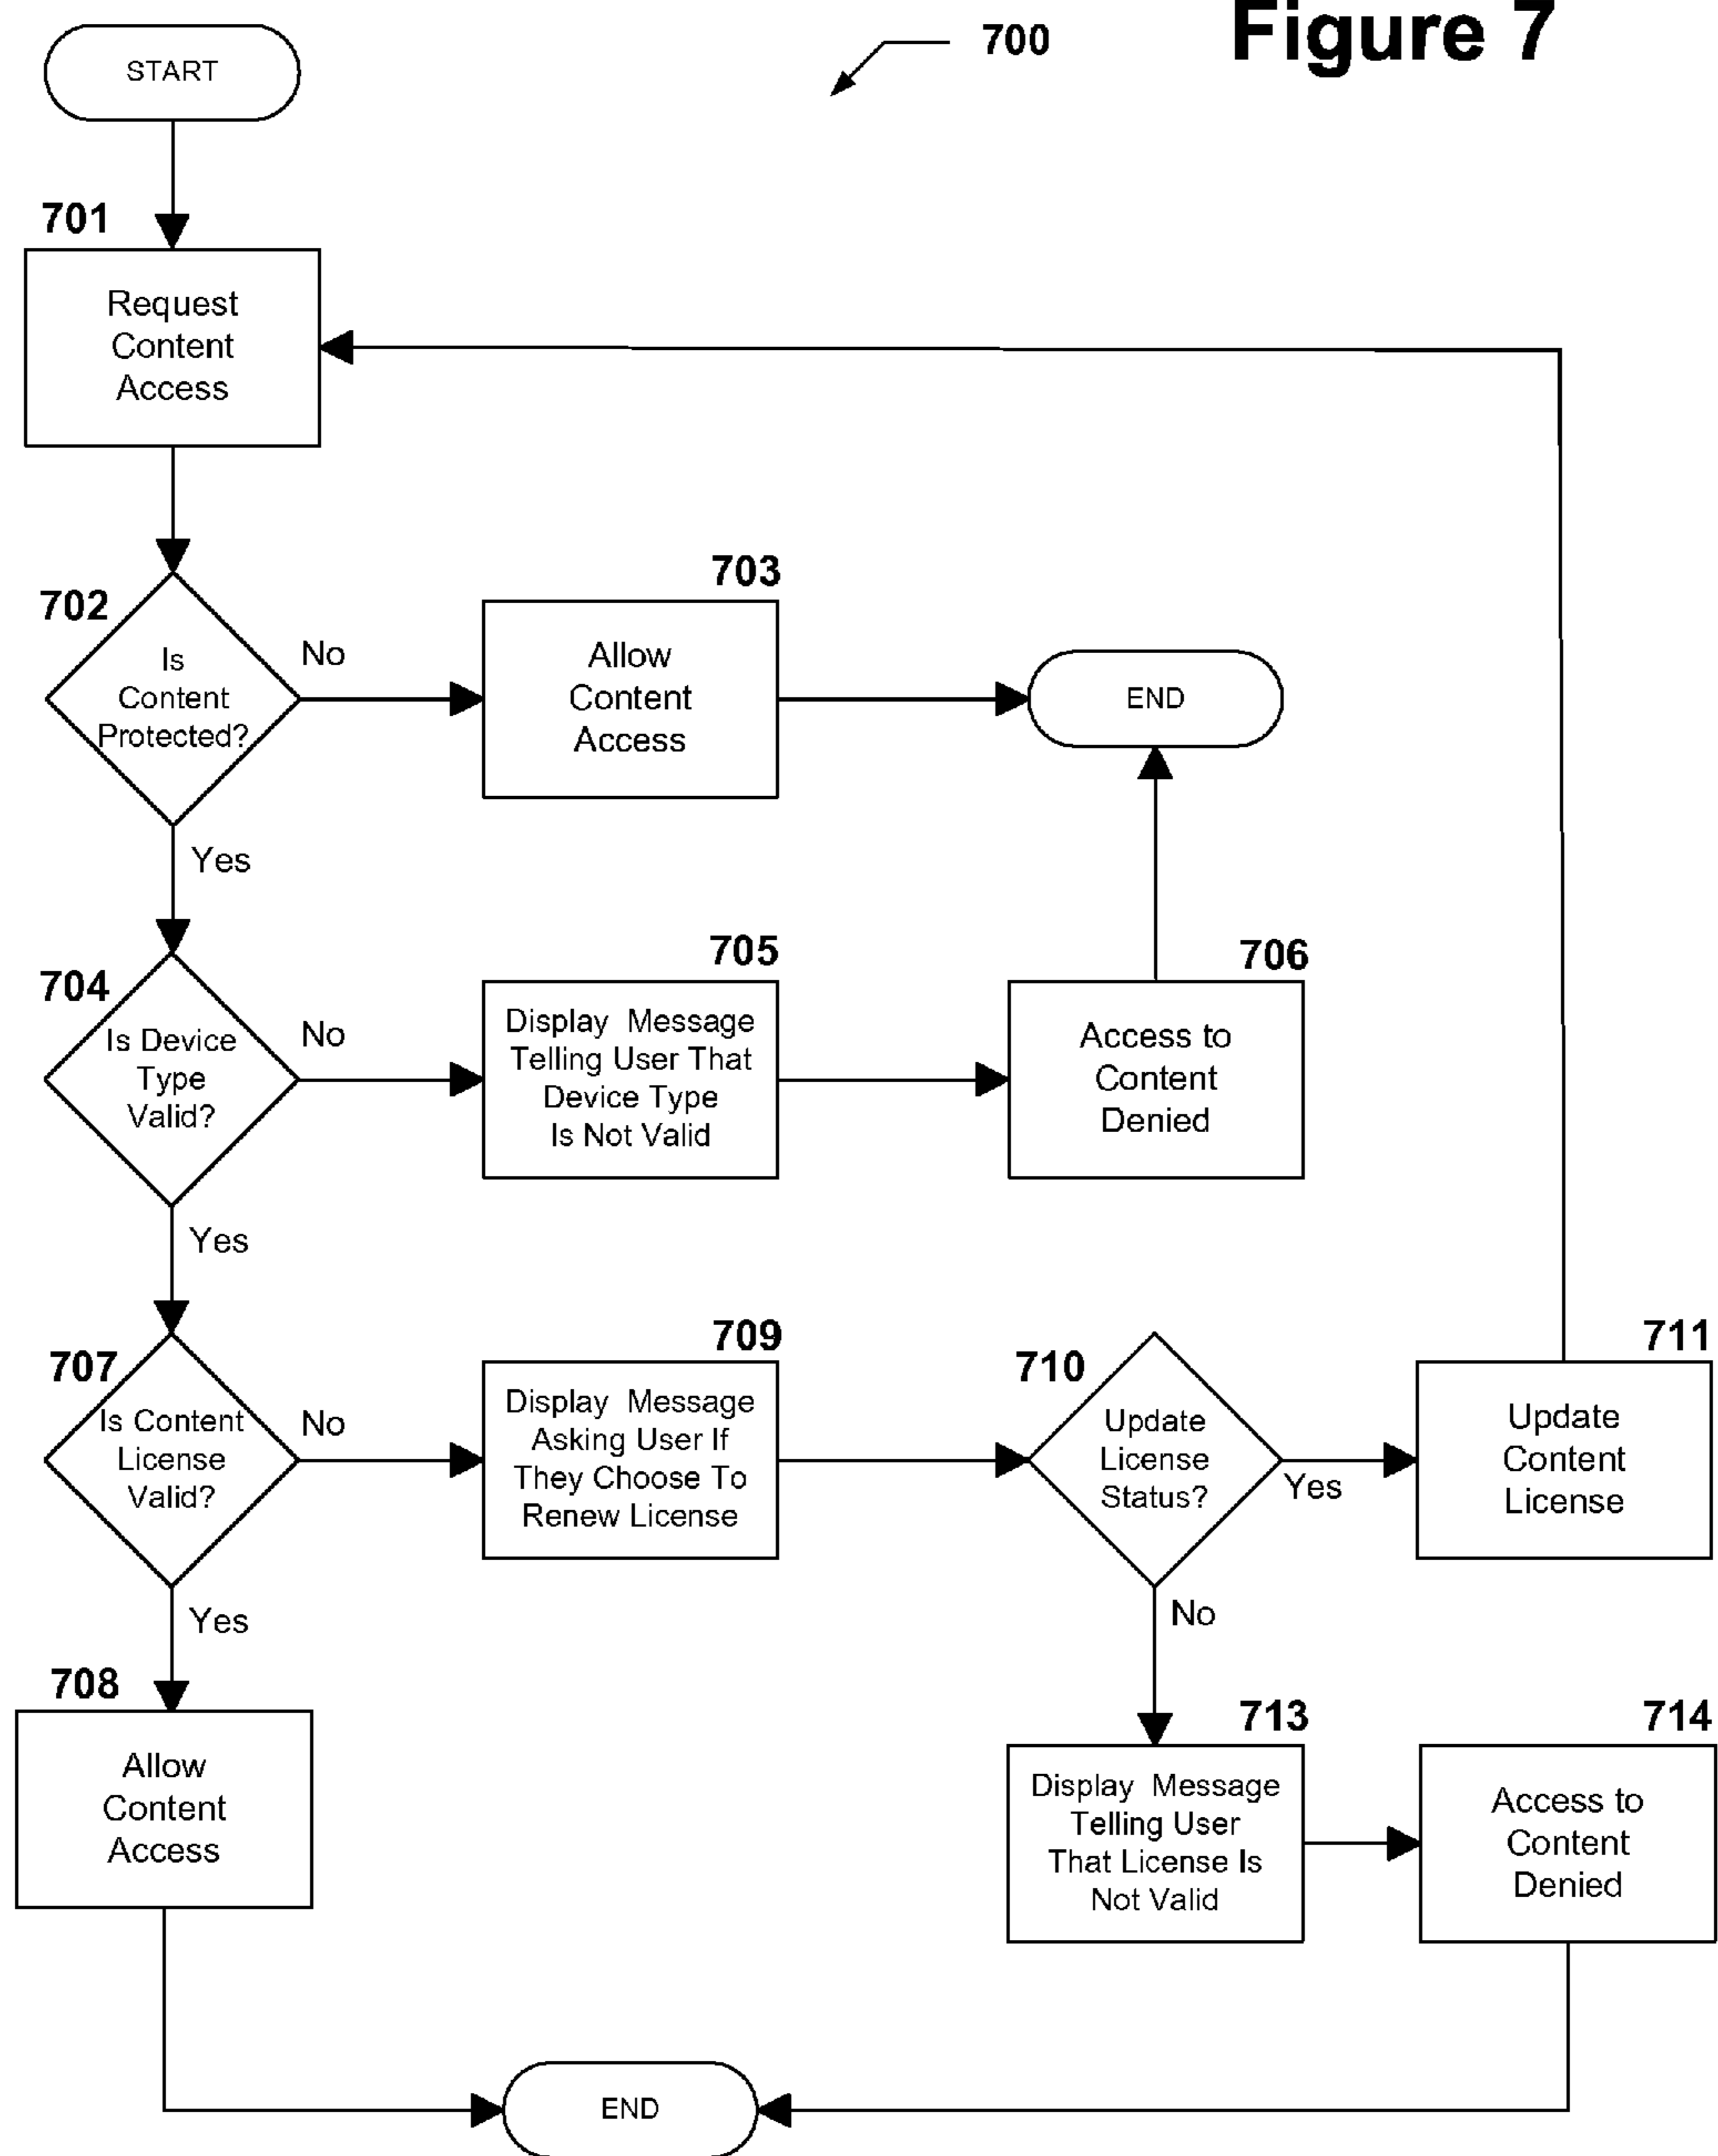 Figure 7
700
START
701
Request
Content
Access
702
Is
Content
Protected?
No
Yes
703
Allow
Content
Access
END
704
Is Device
Type
Valid?
No
Yes
705
Display Message
Telling User That
Device Type
Is Not Valid
706
Access to
Content
Denied
707
Is Content
License
Valid?
No
Yes
709
Display Message
Asking User If
They Choose To
Renew License
710
Update
License
Status?
Yes
No
711
Update
Content
License
708
Allow
Content
Access
713
Display Message
Telling User
That License Is
Not Valid
714
Access to
Content
Denied
END